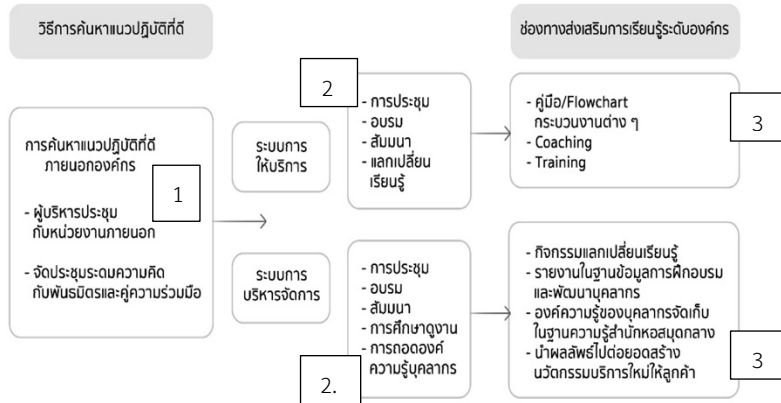 วิธีการค้นหาแนวปฏิบัติที่ดี
ช่องทางส่งเสริมการเรียนรู้ระดับองค์กร
การค้นหาแนวปฏิบัติที่ดี
ภายนอกองค์กร
- ผู้บริหารประชุม
กับหน่วยงานภายนอก
- จัดประชุมระดมความคิด
กับพันธมิตรและคู่ความร่วมมือ
1
ระบบการ
ให้บริการ
2
- การประชุม
- อบรม
- สัมมนา
- แลกเปลี่ยน
เรียนรู้
- คู่มือ/Flowchart
กระบวนงานต่าง ๆ
- Coaching
- Training
3
ระบบการ
บริหารจัดการ
- การประชุม
- อบรม
- สัมมนา
- การศึกษาดูงาน
- การถอดองค์
ความรู้บุคลากร
2.
- กิจกรรมแลกเปลี่ยนเรียนรู้
- รายงานในฐานข้อมูลการฝึกอบรม
และพัฒนาบุคลากร
- องค์ความรู้ของบุคลากรจัดเก็บ
ในฐานความรู้สำนักหอสมุดกลาง
- นำผลลัพธ์ไปต่อยอดสร้าง
นวัตกรรมบริการใหม่ให้ลูกค้า
3